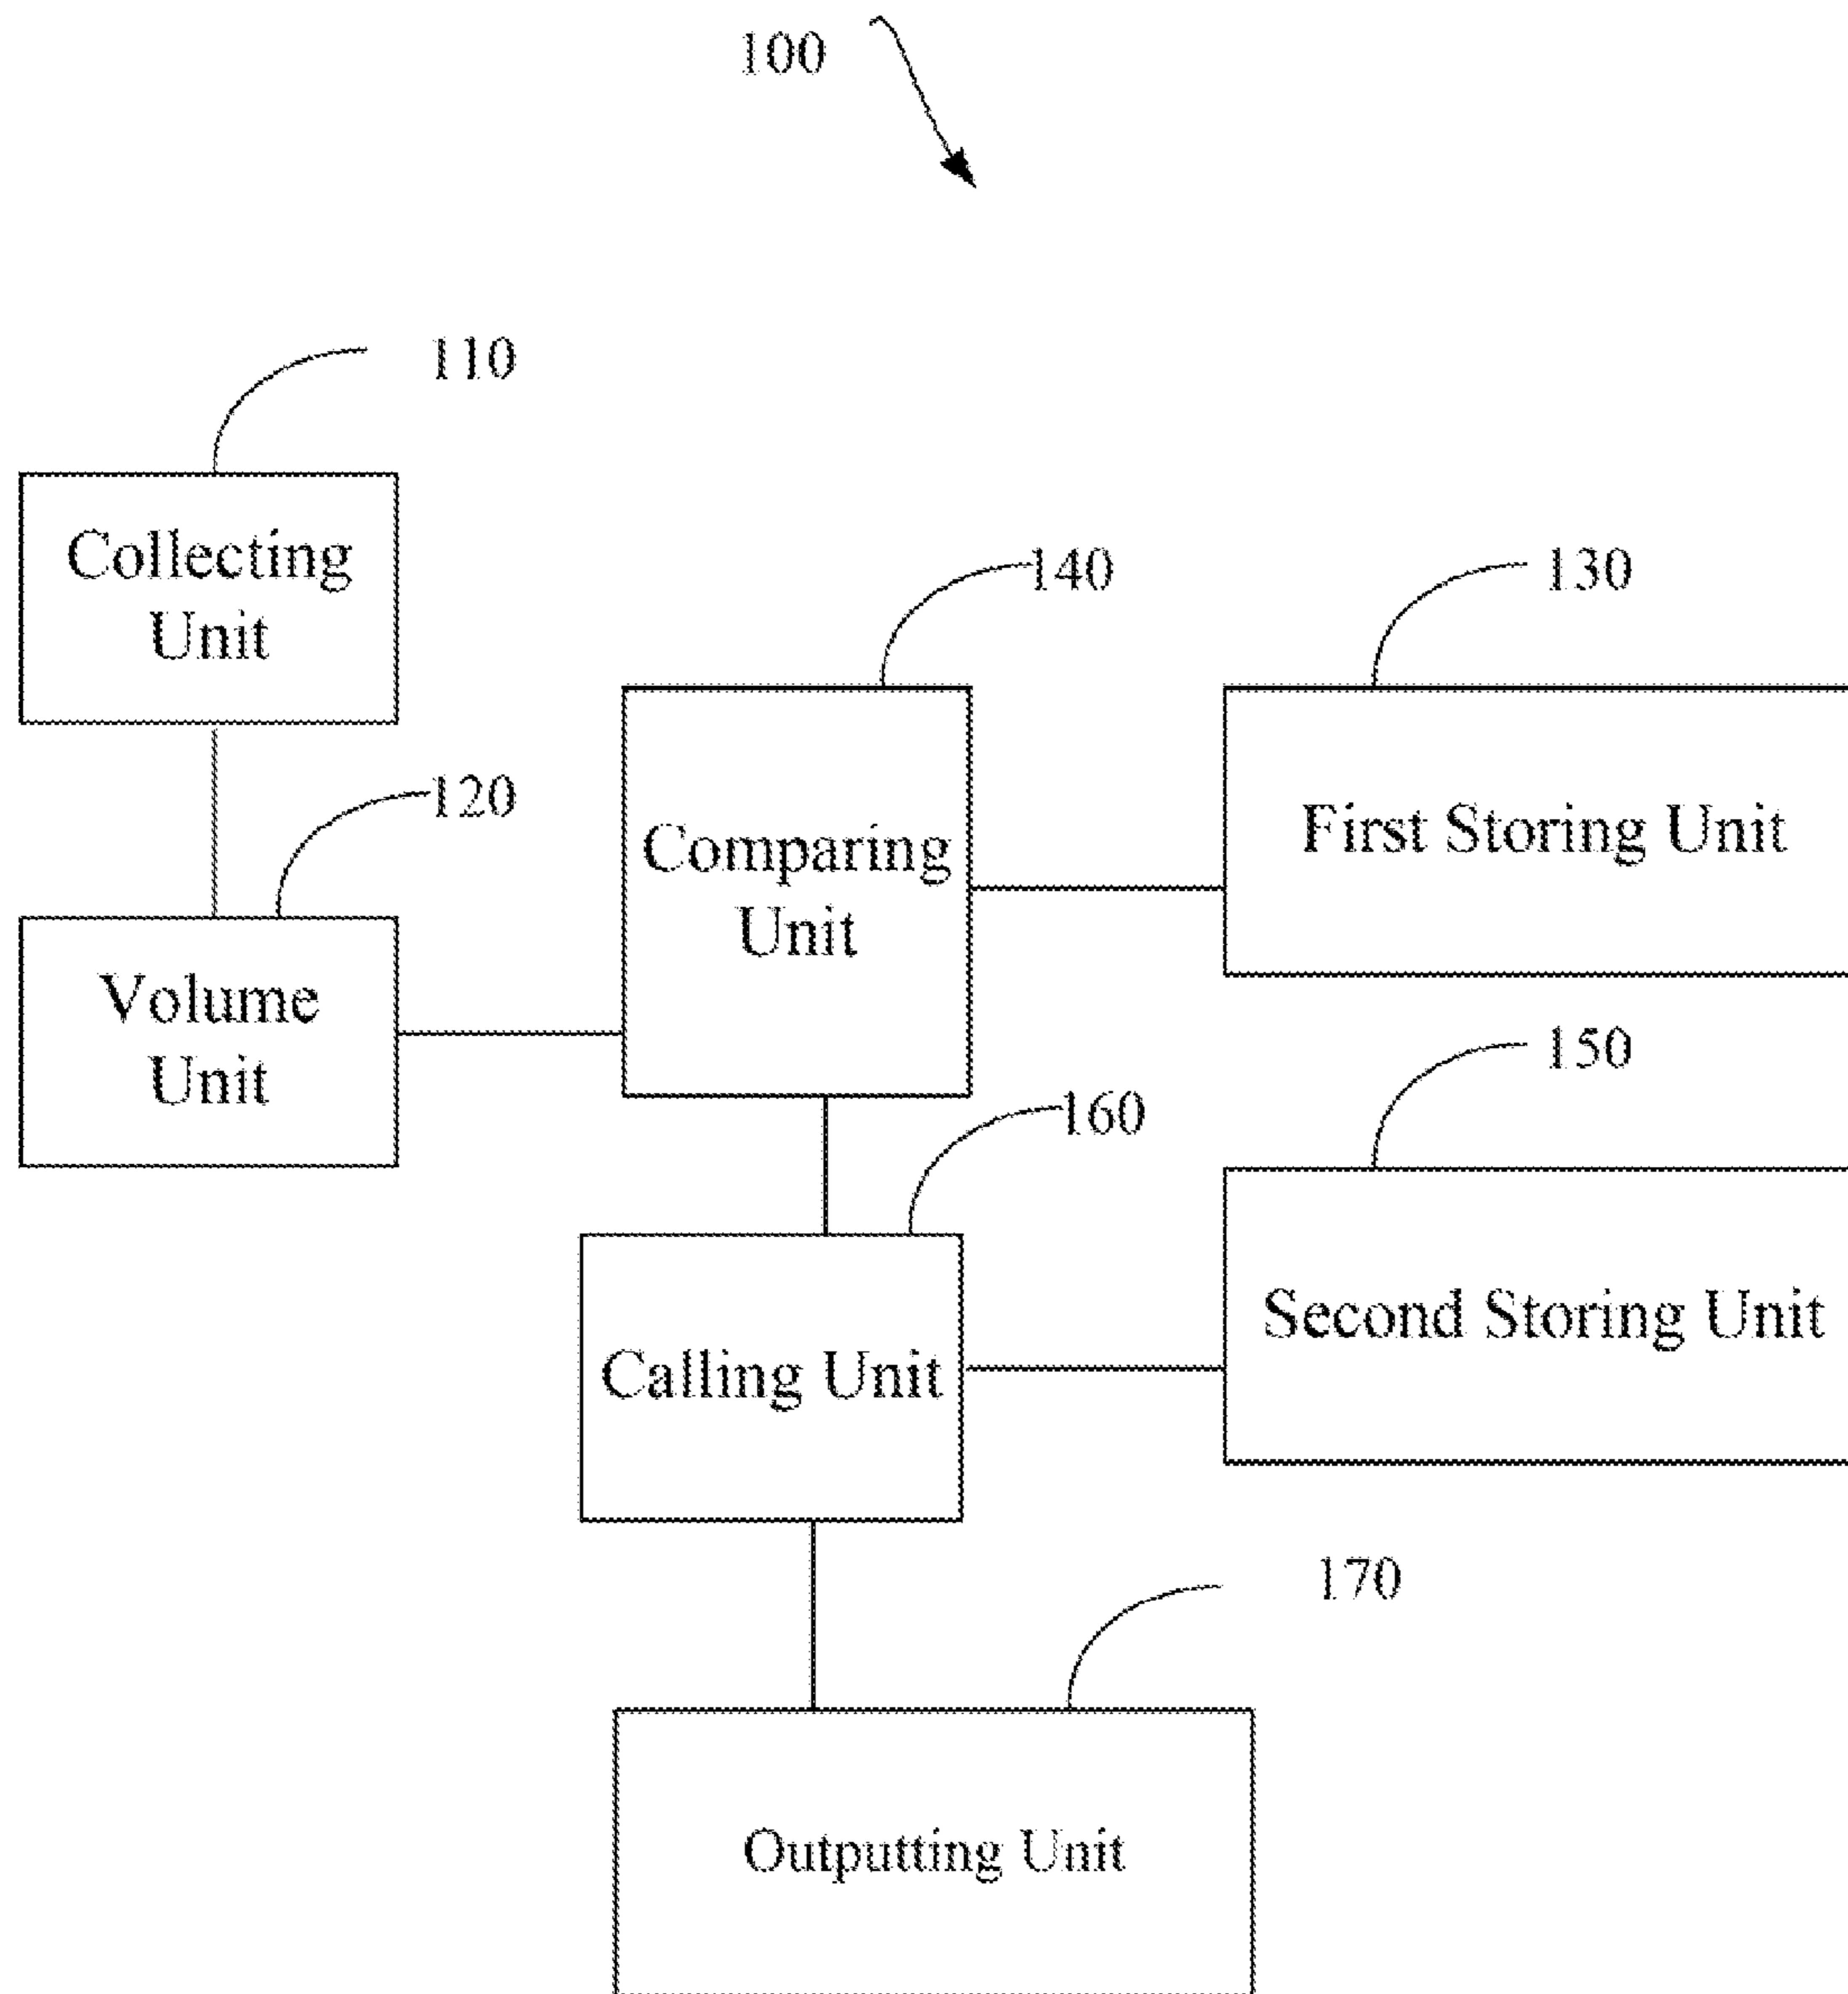 100
110
Collecting
Unit
140
130
120
Comparing
Unit
First Storing Unit
Volume
Unit
150
160
Second Storing Unit
Calling Unit
170
Outputting Unit